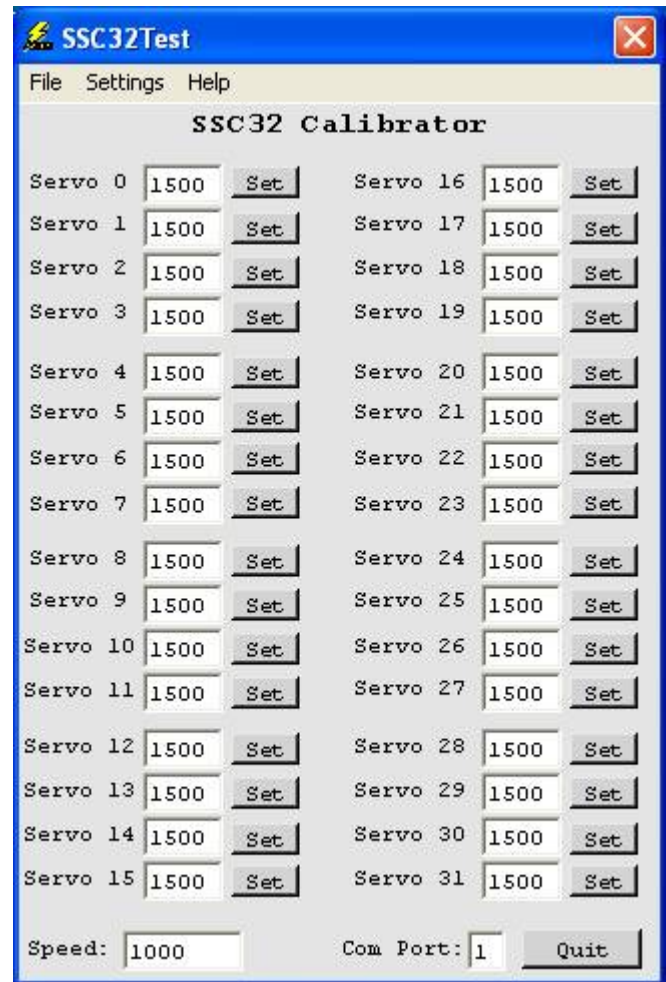 SSC32Test
File Settings Help
SSC32 Calibrator
Servo 0 1500 Set Servo 16 1500 Set
Servo 1 1500 Set Servo 17 1500 Set
Servo 2 1500 Set Servo 18 1500 Set
Servo 3 1500 Set Servo 19 1500 Set
Servo 4 1500 Set Servo 20 1500 Set
Servo 5 1500 Set Servo 21 1500 Set
Servo 6 1500 Set Servo 22 1500 Set
Servo 7 1500 Set Servo 23 1500 Set
Servo 8 1500 Set Servo 24 1500 Set
Servo 9 1500 Set Servo 25 1500 Set
Servo 10 1500 Set Servo 26 1500 Set
Servo 11 1500 Set Servo 27 1500 Set
Servo 12 1500 Set Servo 28 1500 Set
Servo 13 1500 Set Servo 29 1500 Set
Servo 14 1500 Set Servo 30 1500 Set
Servo 15 1500 Set Servo 31 1500 Set
Speed: 1000 Com Port: 1 Quit